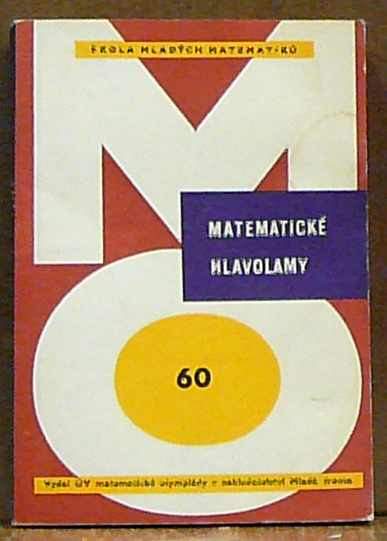 ŠKOLA MLADÝCH MATEMATIKŮ
MATEMATICKÉ
HLAVOLAMY
60
Vydal ÚV matematické olympiády v nakladatelství Mladá fronta